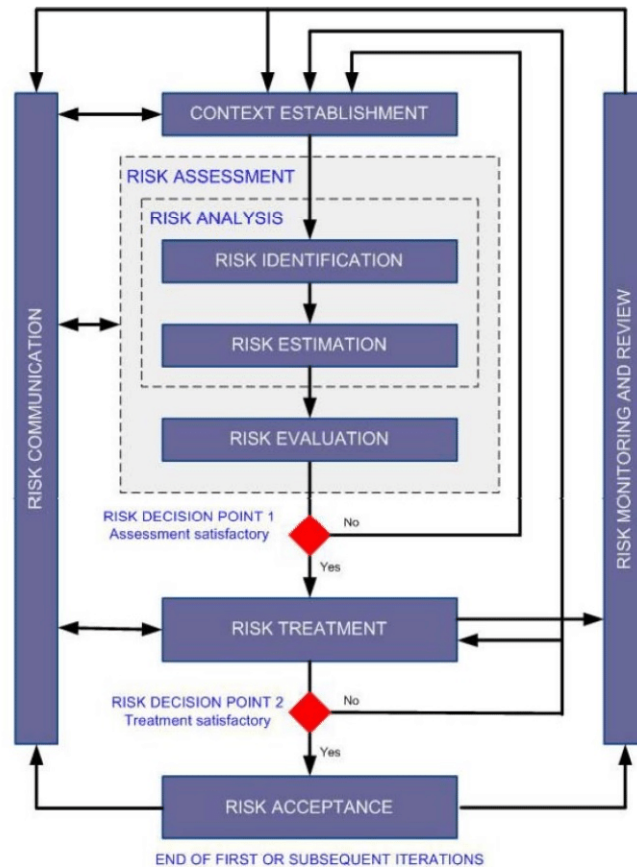 CONTEXT ESTABLISHMENT
RISK ASSESSMENT
RISK ANALYSIS
RISK IDENTIFICATION
RISK ESTIMATION
RISK EVALUATION
RISK COMMUNICATION
RISK MONITORING AND REVIEW
RISK DECISION POINT 1
Assessment satisfactory
No
Yes
RISK TREATMENT
RISK DECISION POINT 2
Treatment satisfactory
No
Yes
RISK ACCEPTANCE
END OF FIRST OR SUBSEQUENT ITERATIONS